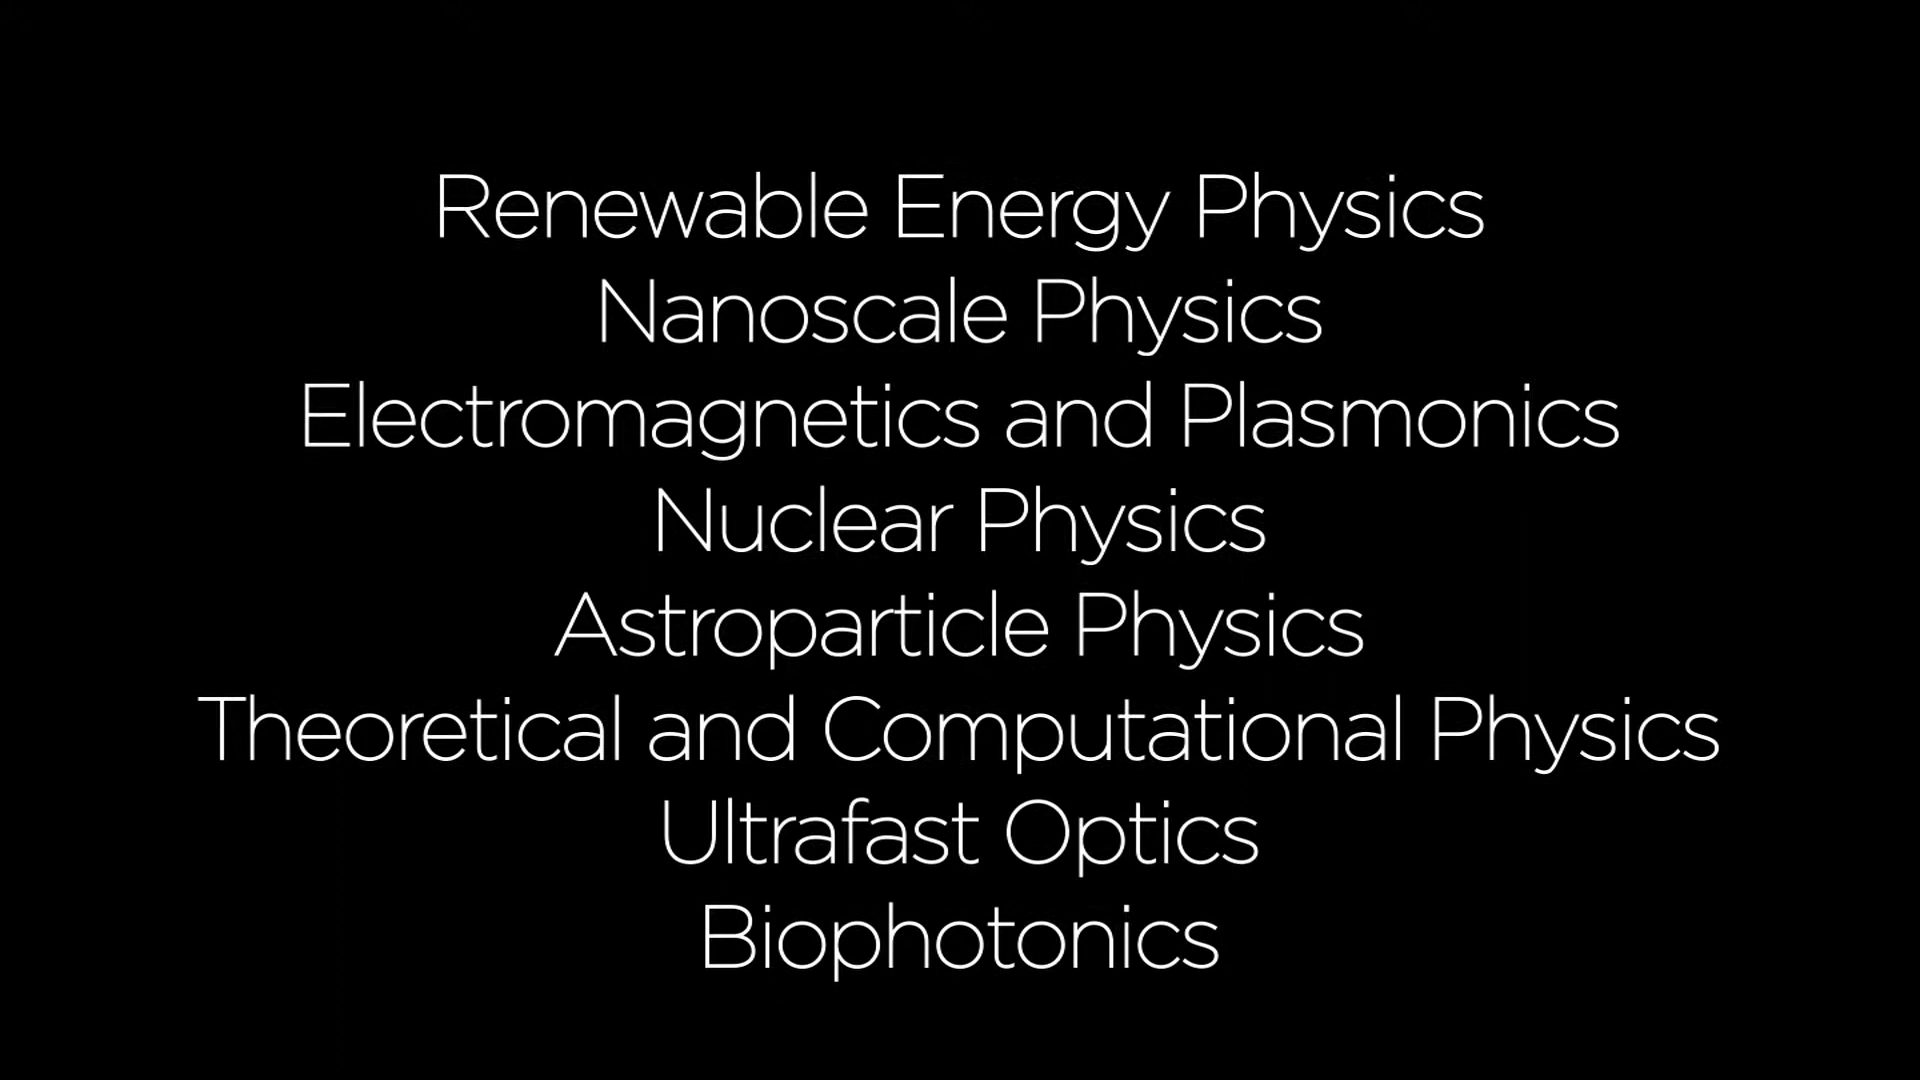 Renewable Energy Physics
Nanoscale Physics
Electromagnetics and Plasmonics
Nuclear Physics
Astroparticle Physics
Theoretical and Computational Physics
Ultrafast Optics
Biophotonics